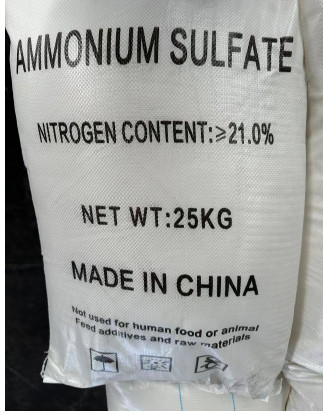 AMMONIUM SULFATE
NITROGEN CONTENT:≥21.0%
NET WT:25KG
MADE IN CHINA
Not used for human food or animal
Feed additives and raw materials